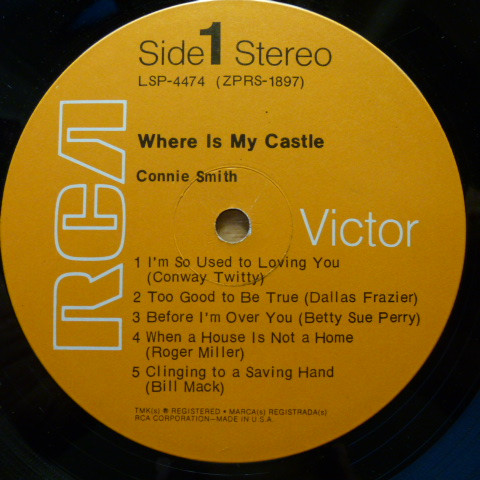 Side 1 Stereo
LSP-4474 (ZPRS-1897)
RCA
Where Is My Castle
Connie Smith
Victor
1 I'm So Used to Loving You
(Conway Twitty)
2 Too Good to Be True (Dallas Frazier)
3 Before I'm Over You (Betty Sue Perry)
4 When a House Is Not a Home
(Roger Miller)
5 Clinging to a Saving Hand
(Bill Mack)
TMK(s) ® REGISTERED • MARCA(s) REGISTRADA(s)
RCA CORPORATION—MADE IN U.S.A.